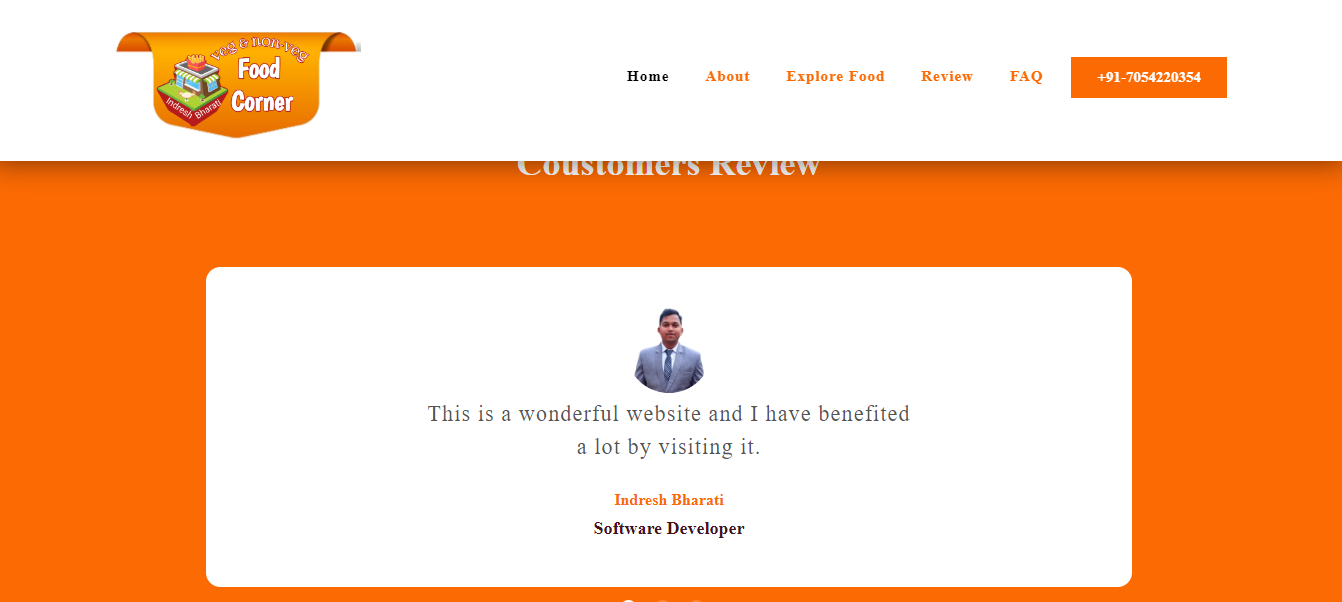 veg & non-veg
Food
Corner
Indresh Bharati
Home About Explore Food Review FAQ +91-7054220354
Coustomers Review
This is a wonderful website and I have benefited
a lot by visiting it.
Indresh Bharati
Software Developer